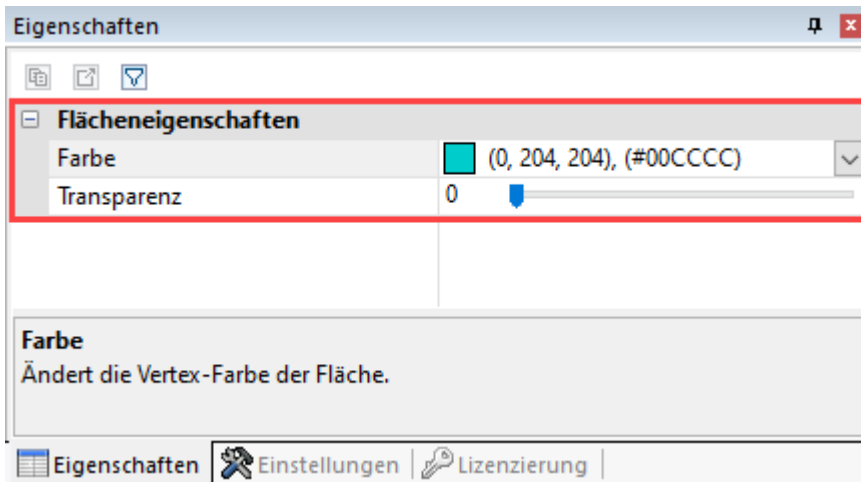 Eigenschaften
Flächeneigenschaften
Farbe (0, 204, 204), (#00CCCC)
Transparenz 0
Farbe
Ändert die Vertex-Farbe der Fläche.
Eigenschaften Einstellungen Lizenzierung